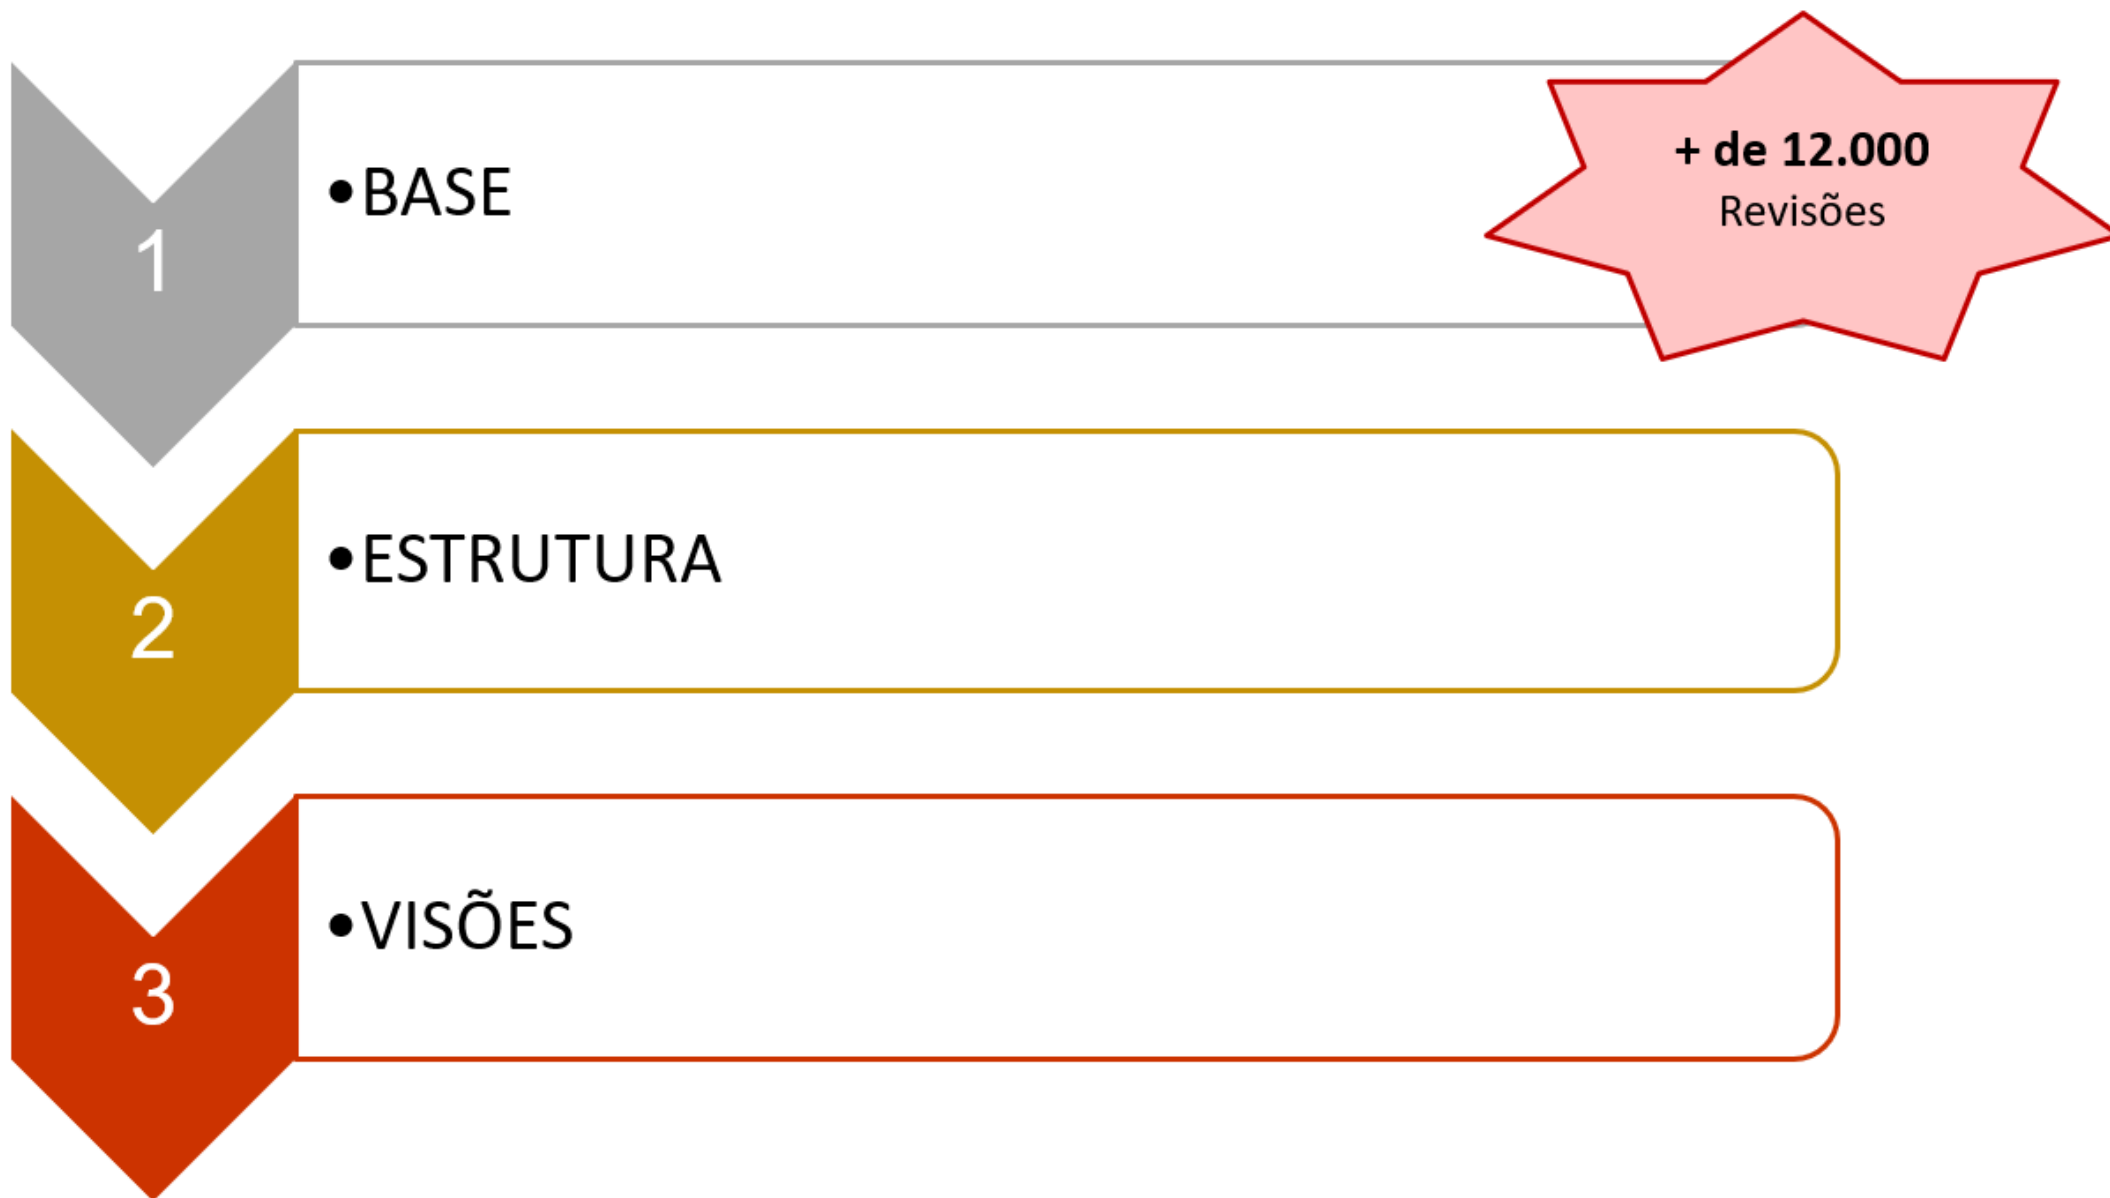 1
•BASE
+ de 12.000
Revisões
2
•ESTRUTURA
3
•VISÕES